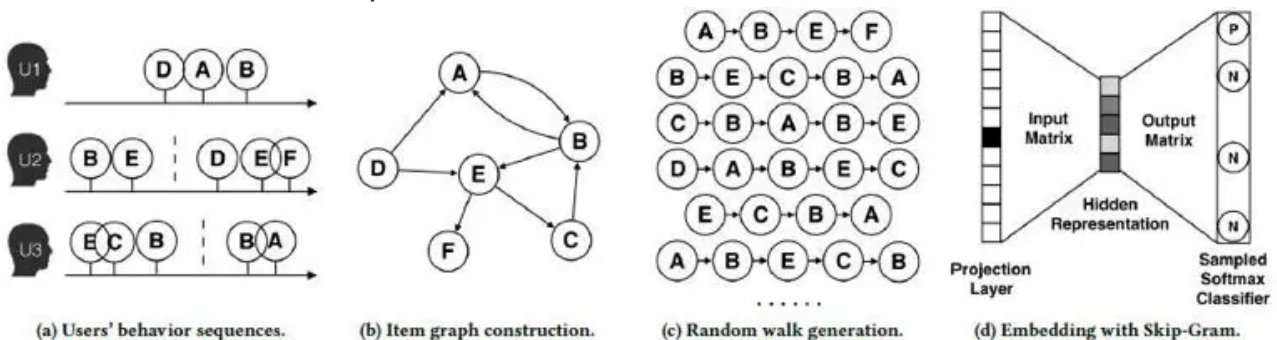 U1
D A B
U2
B E D E F
U3
E C B B A
(a) Users' behavior sequences.
A
B
D
E
F
C
(b) Item graph construction.
A B E F
B E C B A
C B A B E
D A B E C
E C B A
A B E C B
......
(c) Random walk generation.
P
N
N
N
Input
Matrix
Output
Matrix
Hidden
Representation
Projection
Layer
Sampled
Softmax
Classifier
(d) Embedding with Skip-Gram.